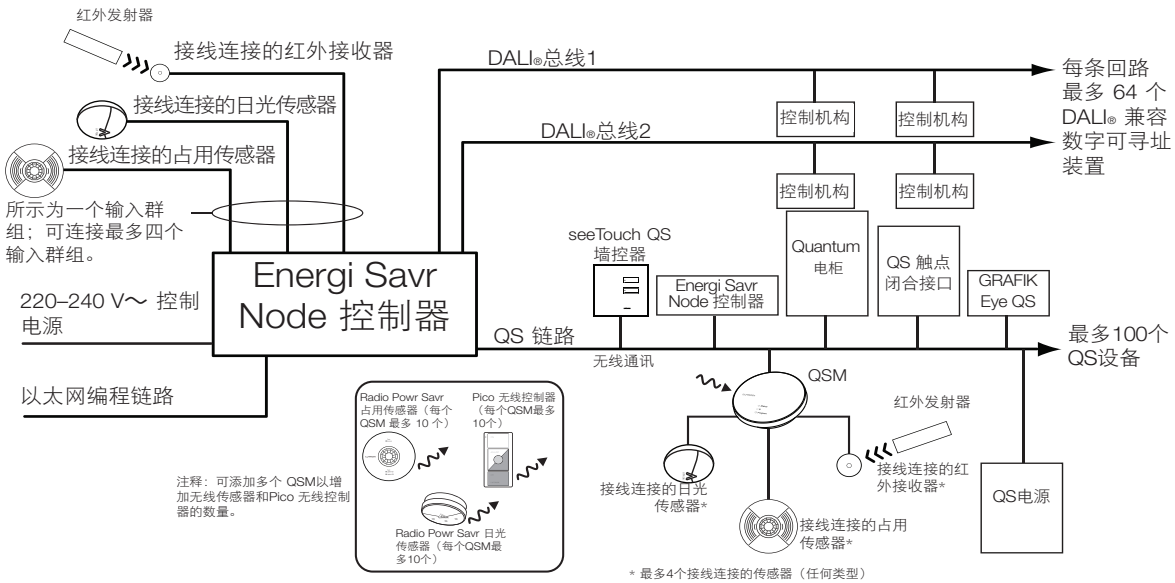 红外发射器
接线连接的红外接收器
接线连接的日光传感器
接线连接的占用传感器
所示为一个输入群
组；可连接最多四个
输入群组。
220–240 V～ 控制
电源
以太网编程链路
Energi Savr
Node 控制器
DALI®总线1
DALI®总线2
控制机构
控制机构
控制机构
控制机构
每条回路
最多 64 个
DALI® 兼容
数字可寻址
装置
seeTouch QS
墙控器
Energi Savr
Node 控制器
Quantum
电柜
QS 触点
闭合接口
GRAFIK
Eye QS
QS 链路
最多100个
QS设备
无线通讯
QSM
红外发射器
接线连接的日光
传感器*
接线连接的红
外接收器*
接线连接的占用
传感器*
QS电源
Radio Powr Savr
占用传感器（每个
QSM 最多 10 个）
Pico 无线控制器
（每个QSM最多
10个）
Radio Powr Savr 日光
传感器（每个QSM最
多10个）
注释：可添加多个 QSM以增
加无线传感器和Pico 无线控制
器的数量。
* 最多4个接线连接的传感器（任何类型）